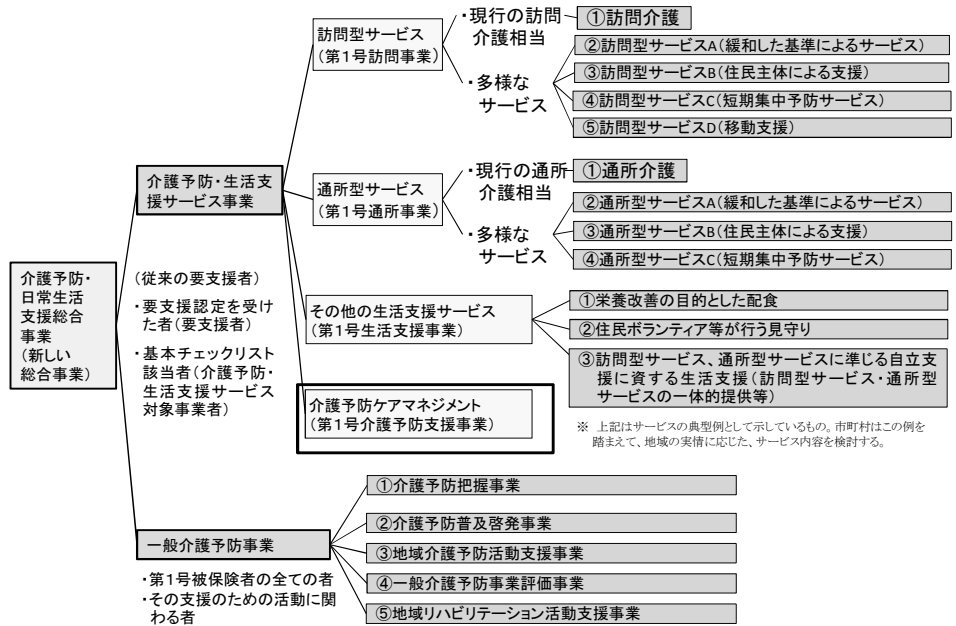 介護予防・
日常生活
支援総合
事業
(新しい
総合事業)
介護予防・生活支
援サービス事業
(従来の要支援者)
・要支援認定を受け
た者(要支援者)
・基本チェックリスト
該当者(介護予防・
生活支援サービス
対象事業者)
訪問型サービス
(第1号訪問事業)
・現行の訪問
介護相当
①訪問介護
・多様な
サービス
②訪問型サービスA(緩和した基準によるサービス)
③訪問型サービスB(住民主体による支援)
④訪問型サービスC(短期集中予防サービス)
⑤訪問型サービスD(移動支援)
通所型サービス
(第1号通所事業)
・現行の通所
介護相当
①通所介護
・多様な
サービス
②通所型サービスA(緩和した基準によるサービス)
③通所型サービスB(住民主体による支援)
④通所型サービスC(短期集中予防サービス)
その他の生活支援サービス
(第1号生活支援事業)
①栄養改善の目的とした配食
②住民ボランティア等が行う見守り
③訪問型サービス、通所型サービスに準じる自立支
援に資する生活支援(訪問型サービス・通所型
サービスの一体的提供等)
介護予防ケアマネジメント
(第1号介護予防支援事業)
※ 上記はサービスの典型例として示しているもの。市町村はこの例を
踏まえて、地域の実情に応じた、サービス内容を検討する。
一般介護予防事業
・第1号被保険者の全ての者
・その支援のための活動に関
わる者
①介護予防把握事業
②介護予防普及啓発事業
③地域介護予防活動支援事業
④一般介護予防事業評価事業
⑤地域リハビリテーション活動支援事業